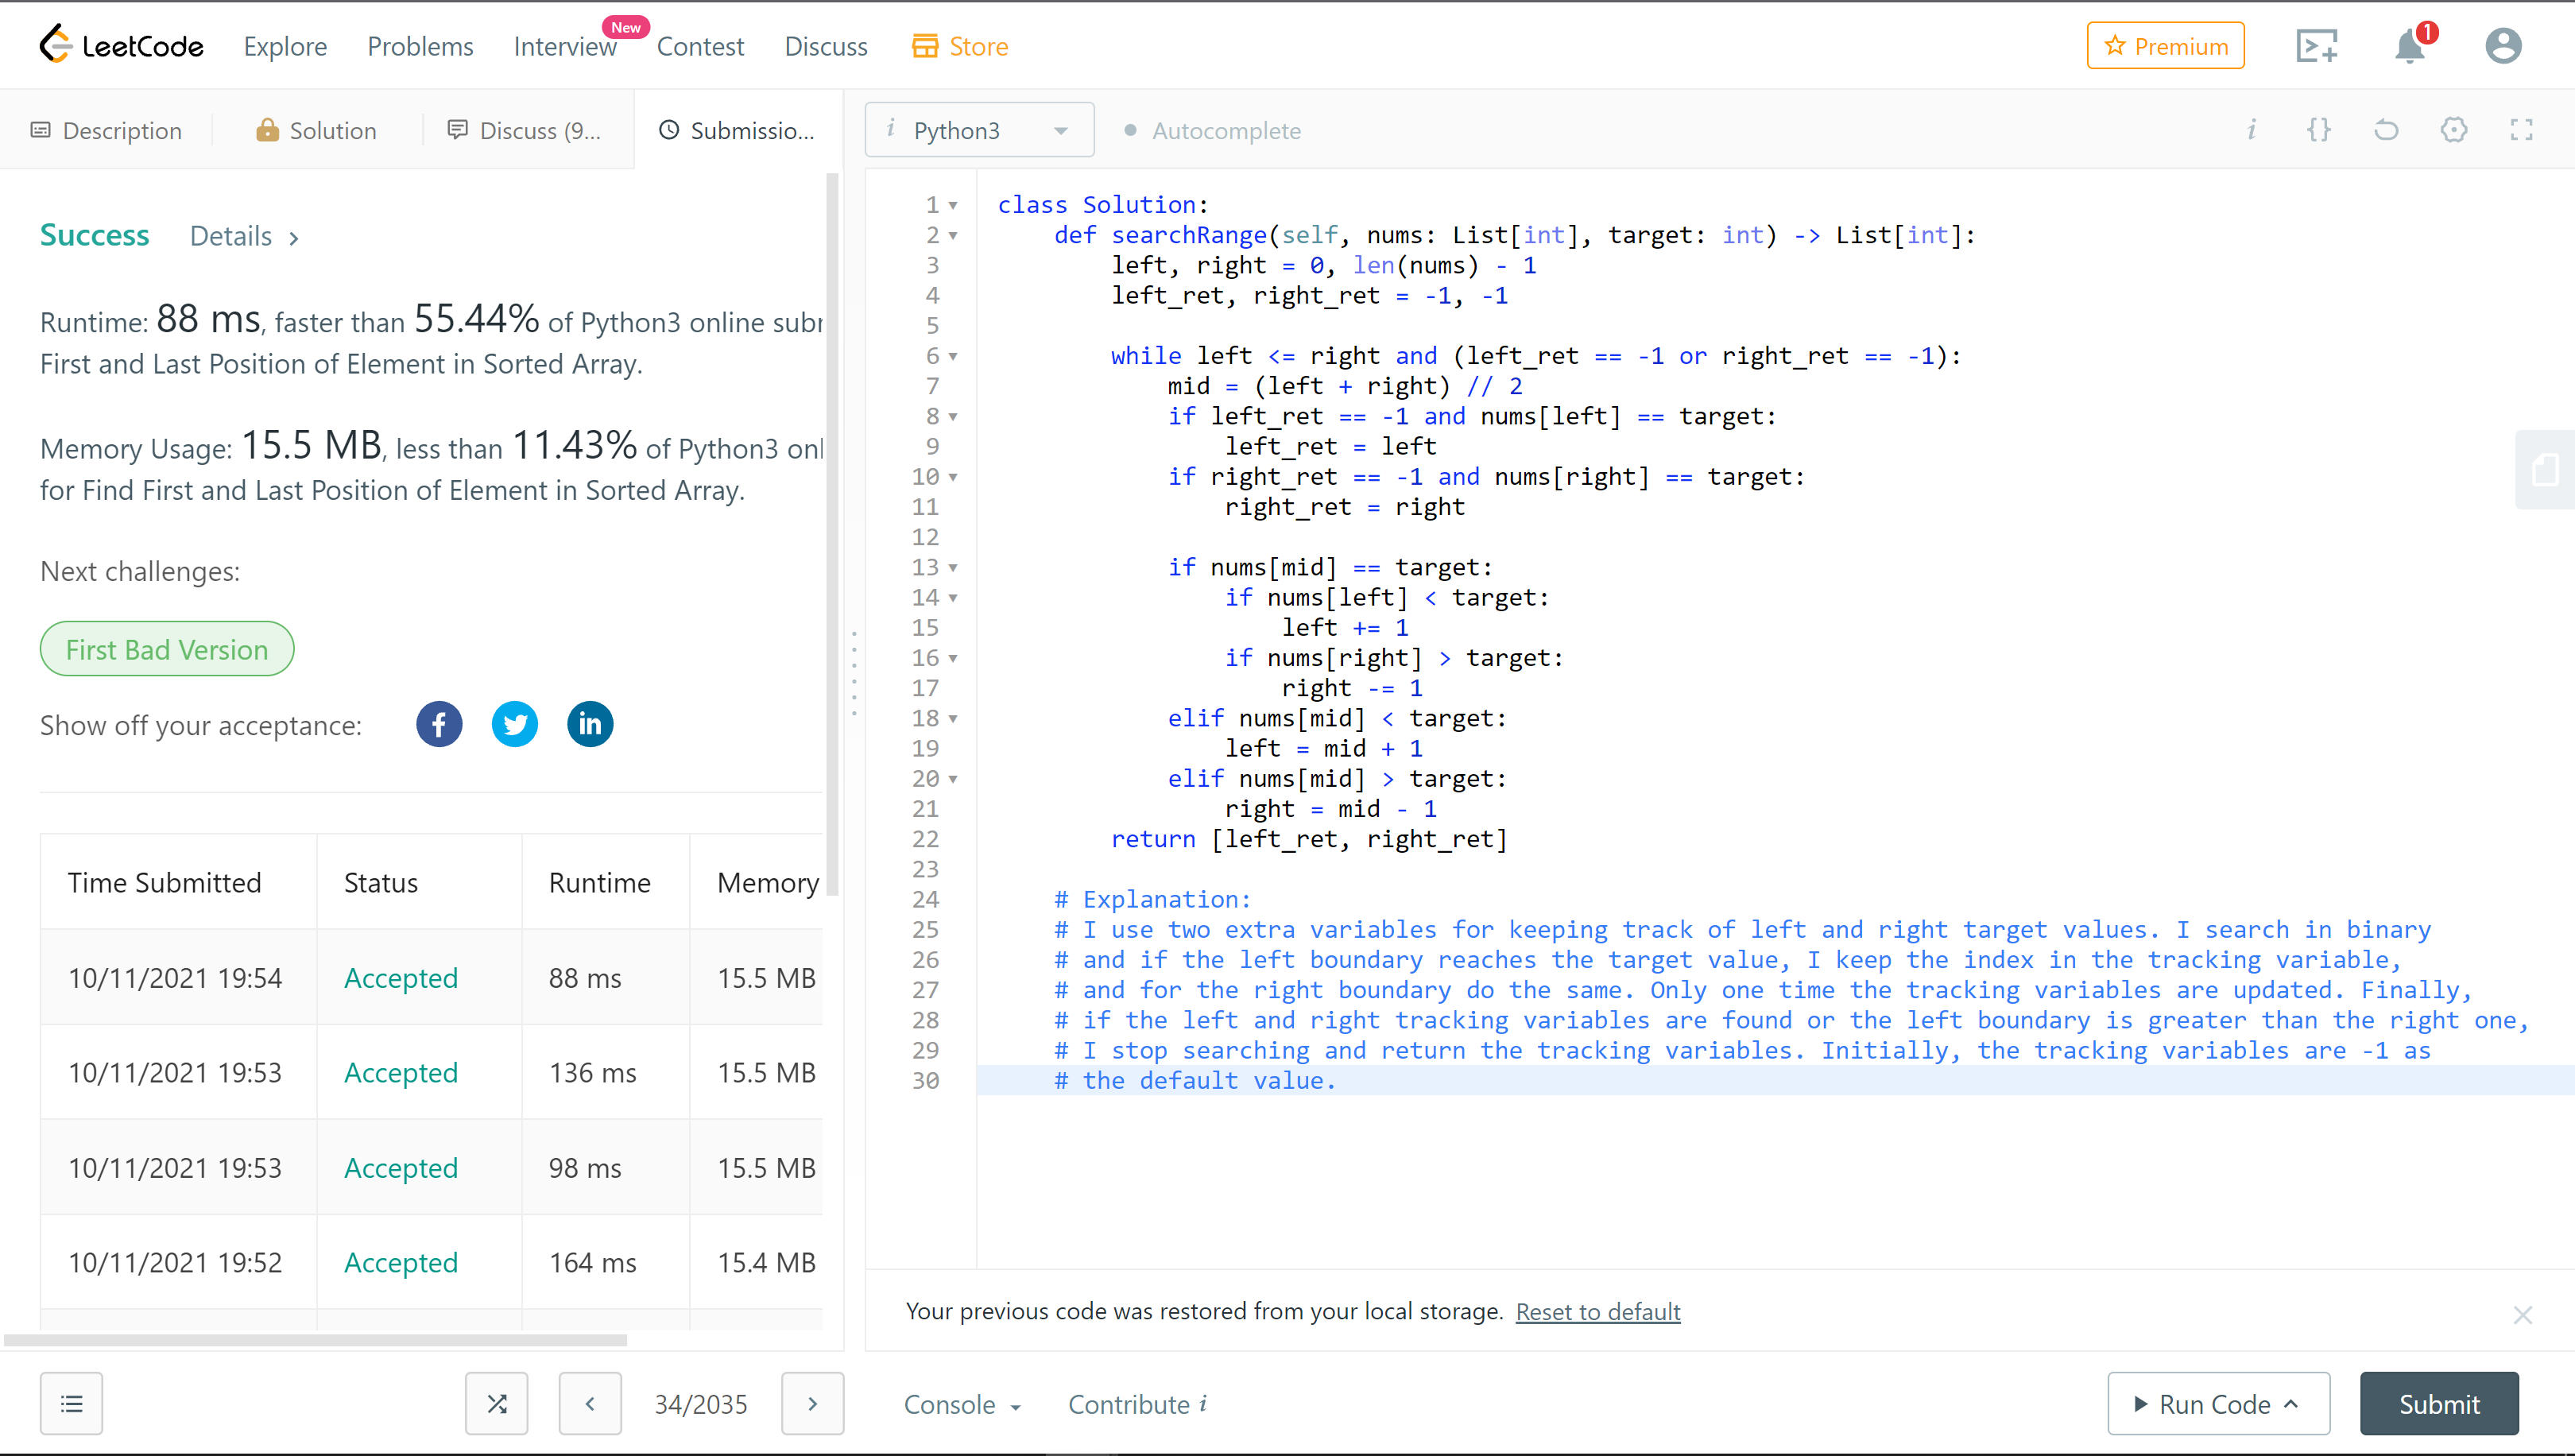 LeetCode
Explore
Problems
Interview
New
Contest
Discuss
Store
Premium
1
Description
Solution
Discuss (9...
Submissio...
Python3
Autocomplete
Success
Details >
Runtime: 88 ms, faster than 55.44% of Python3 online
First and Last Position of Element in Sorted Array.
Memory Usage: 15.5 MB, less than 11.43% of Python3
for Find First and Last Position of Element in Sorted Array.
Next challenges:
First Bad Version
Show off your acceptance:
Time Submitted Status Runtime Memory
10/11/2021 19:54 Accepted 88 ms 15.5 MB
10/11/2021 19:53 Accepted 136 ms 15.5 MB
10/11/2021 19:53 Accepted 98 ms 15.5 MB
10/11/2021 19:52 Accepted 164 ms 15.4 MB
34/2035
1 class Solution:
2 def searchRange(self, nums: List[int], target: int) -> List[int]:
3 left, right = 0, len(nums) - 1
4 left_ret, right_ret = -1, -1
5
6 while left <= right and (left_ret == -1 or right_ret == -1):
7 mid = (left + right) // 2
8 if left_ret == -1 and nums[left] == target:
9 left_ret = left
10 if right_ret == -1 and nums[right] == target:
11 right_ret = right
12
13 if nums[mid] == target:
14 if nums[left] < target:
15 left += 1
16 if nums[right] > target:
17 right -= 1
18 elif nums[mid] < target:
19 left = mid + 1
20 elif nums[mid] > target:
21 right = mid - 1
22 return [left_ret, right_ret]
23
24 # Explanation:
25 # I use two extra variables for keeping track of left and right target values. I search in binary
26 # and if the left boundary reaches the target value, I keep the index in the tracking variable,
27 # and for the right boundary do the same. Only one time the tracking variables are updated. Finally,
28 # if the left and right tracking variables are found or the left boundary is greater than the right one,
29 # I stop searching and return the tracking variables. Initially, the tracking variables are -1 as
30 # the default value.
Your previous code was restored from your local storage. Reset to default
Console
Contribute i
Run Code
Submit